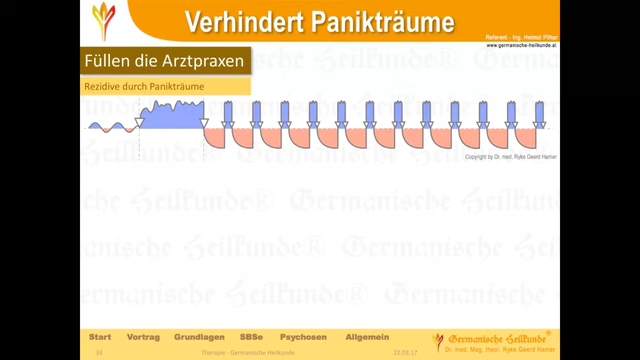 Verhindert Panikträume
Referent - Ing. Helmut Pilhar
www.germanische-heilkunde.at
Füllen die Arztpraxen
Rezidive durch Panikträume
Copyright by Dr. med. Ryke Geerd Hamer
Germanische Heilkunde®
Start Vortrag Grundlagen SBSe Psychosen Allgemein
Germanische Heilkunde®
Dr. med. Mag. theol. Ryke Geerd Hamer
33 Therapie - Germanische Heilkunde 22.03.17